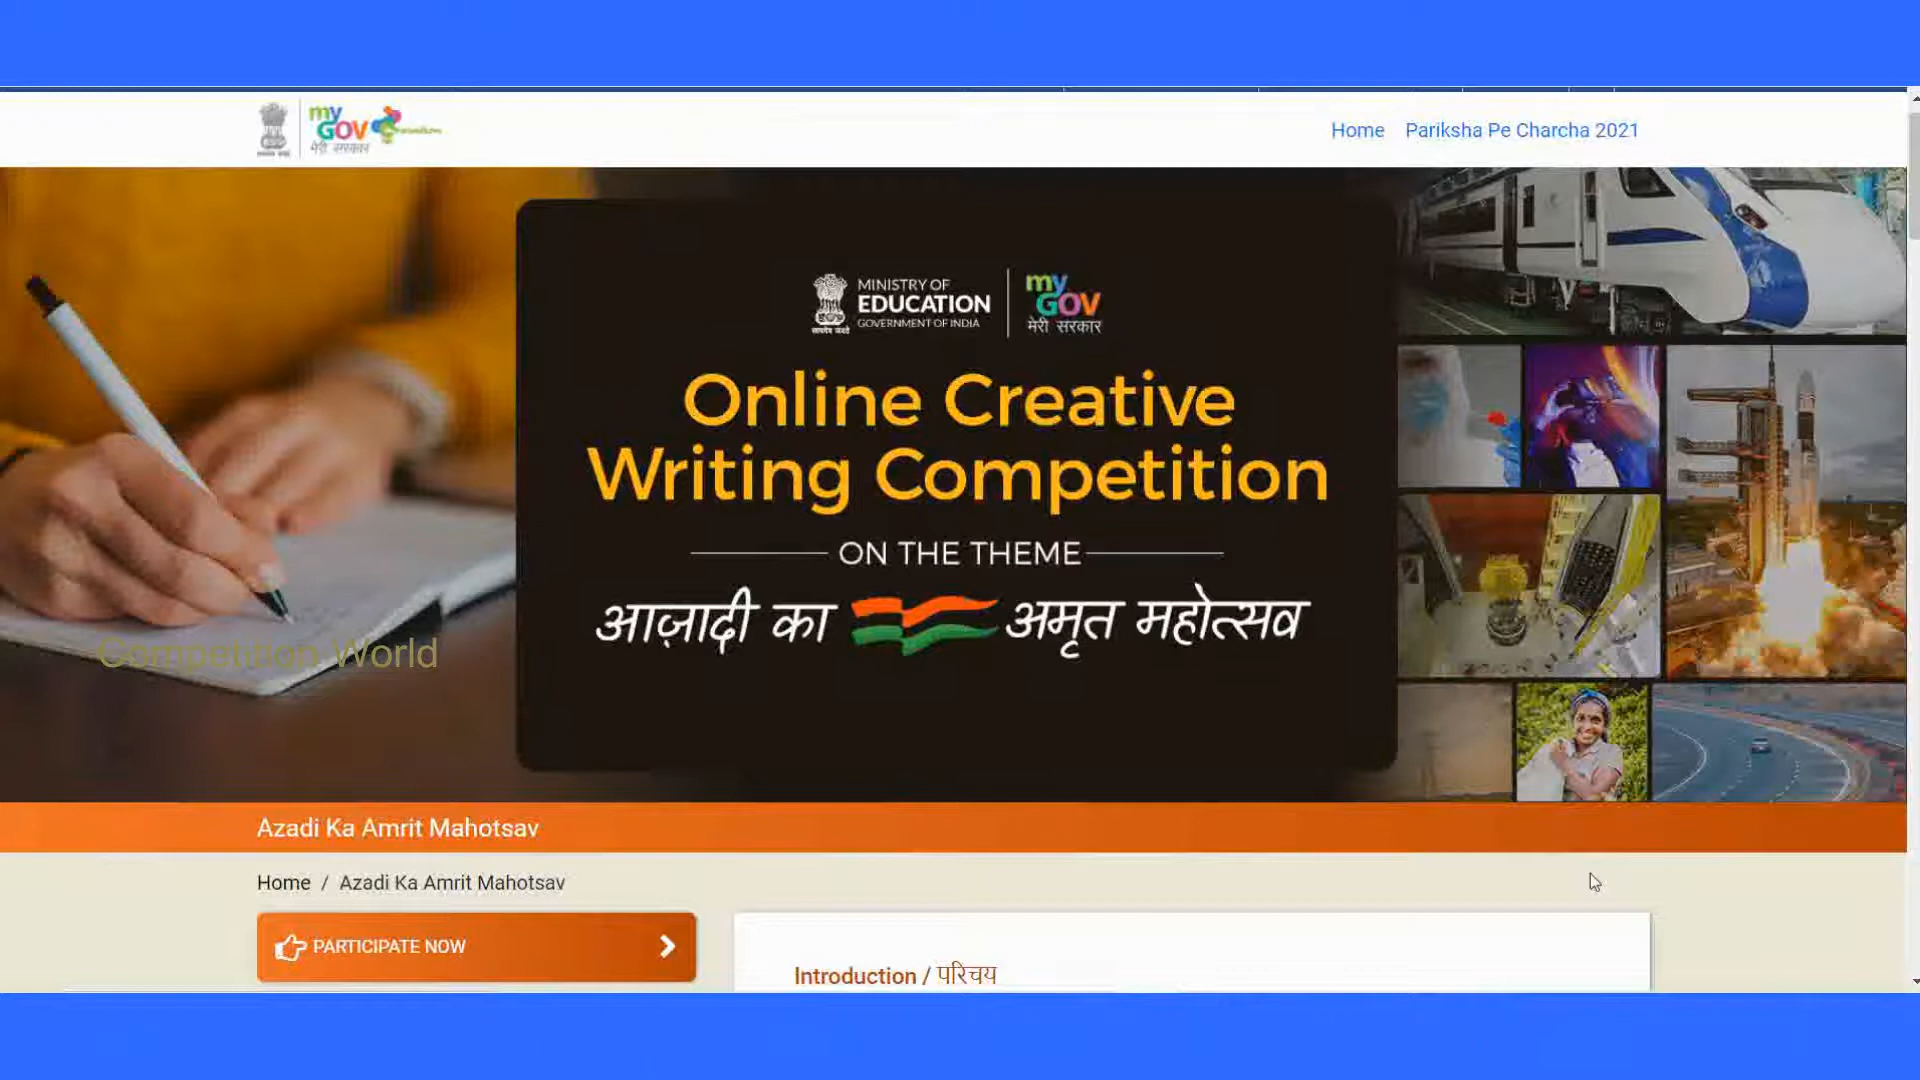 my
GOV
मेरी सरकार
Home
Pariksha Pe Charcha 2021
MINISTRY OF
EDUCATION
GOVERNMENT OF INDIA
my
GOV
मेरी सरकार
Online Creative
Writing Competition
ON THE THEME
आज़ादी का अमृत महोत्सव
Competition World
Azadi Ka Amrit Mahotsav
Home / Azadi Ka Amrit Mahotsav
PARTICIPATE NOW
Introduction / परिचय